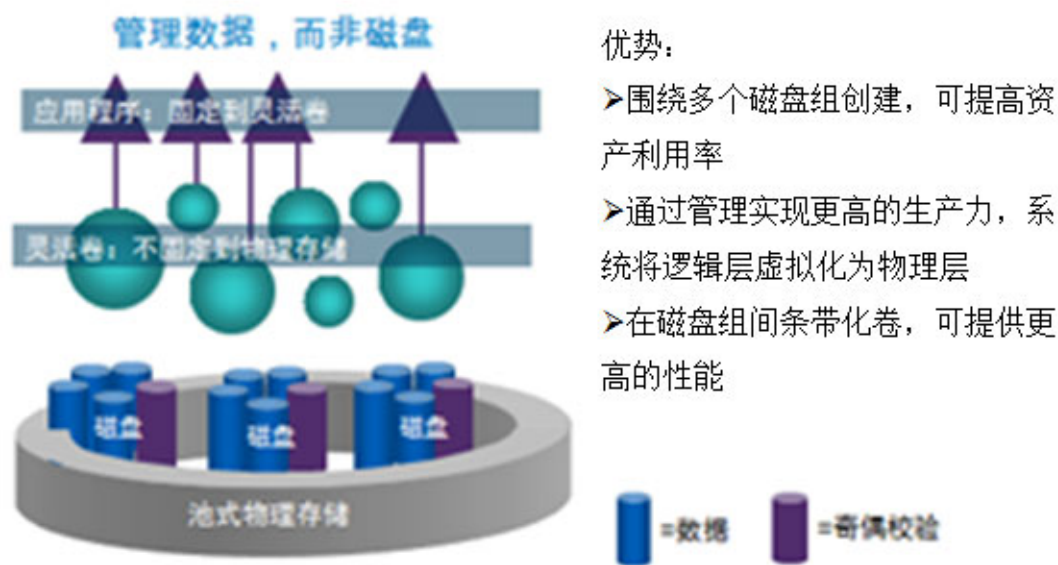 管理数据，而非磁盘
应用程序：固定到灵活卷
灵活卷：不固定到物理存储
磁盘
磁盘
磁盘
池式物理存储
优势：
➢围绕多个磁盘组创建，可提高资
产利用率
➢通过管理实现更高的生产力，系
统将逻辑层虚拟化为物理层
➢在磁盘组间条带化卷，可提供更
高的性能
=数据
=奇偶校验